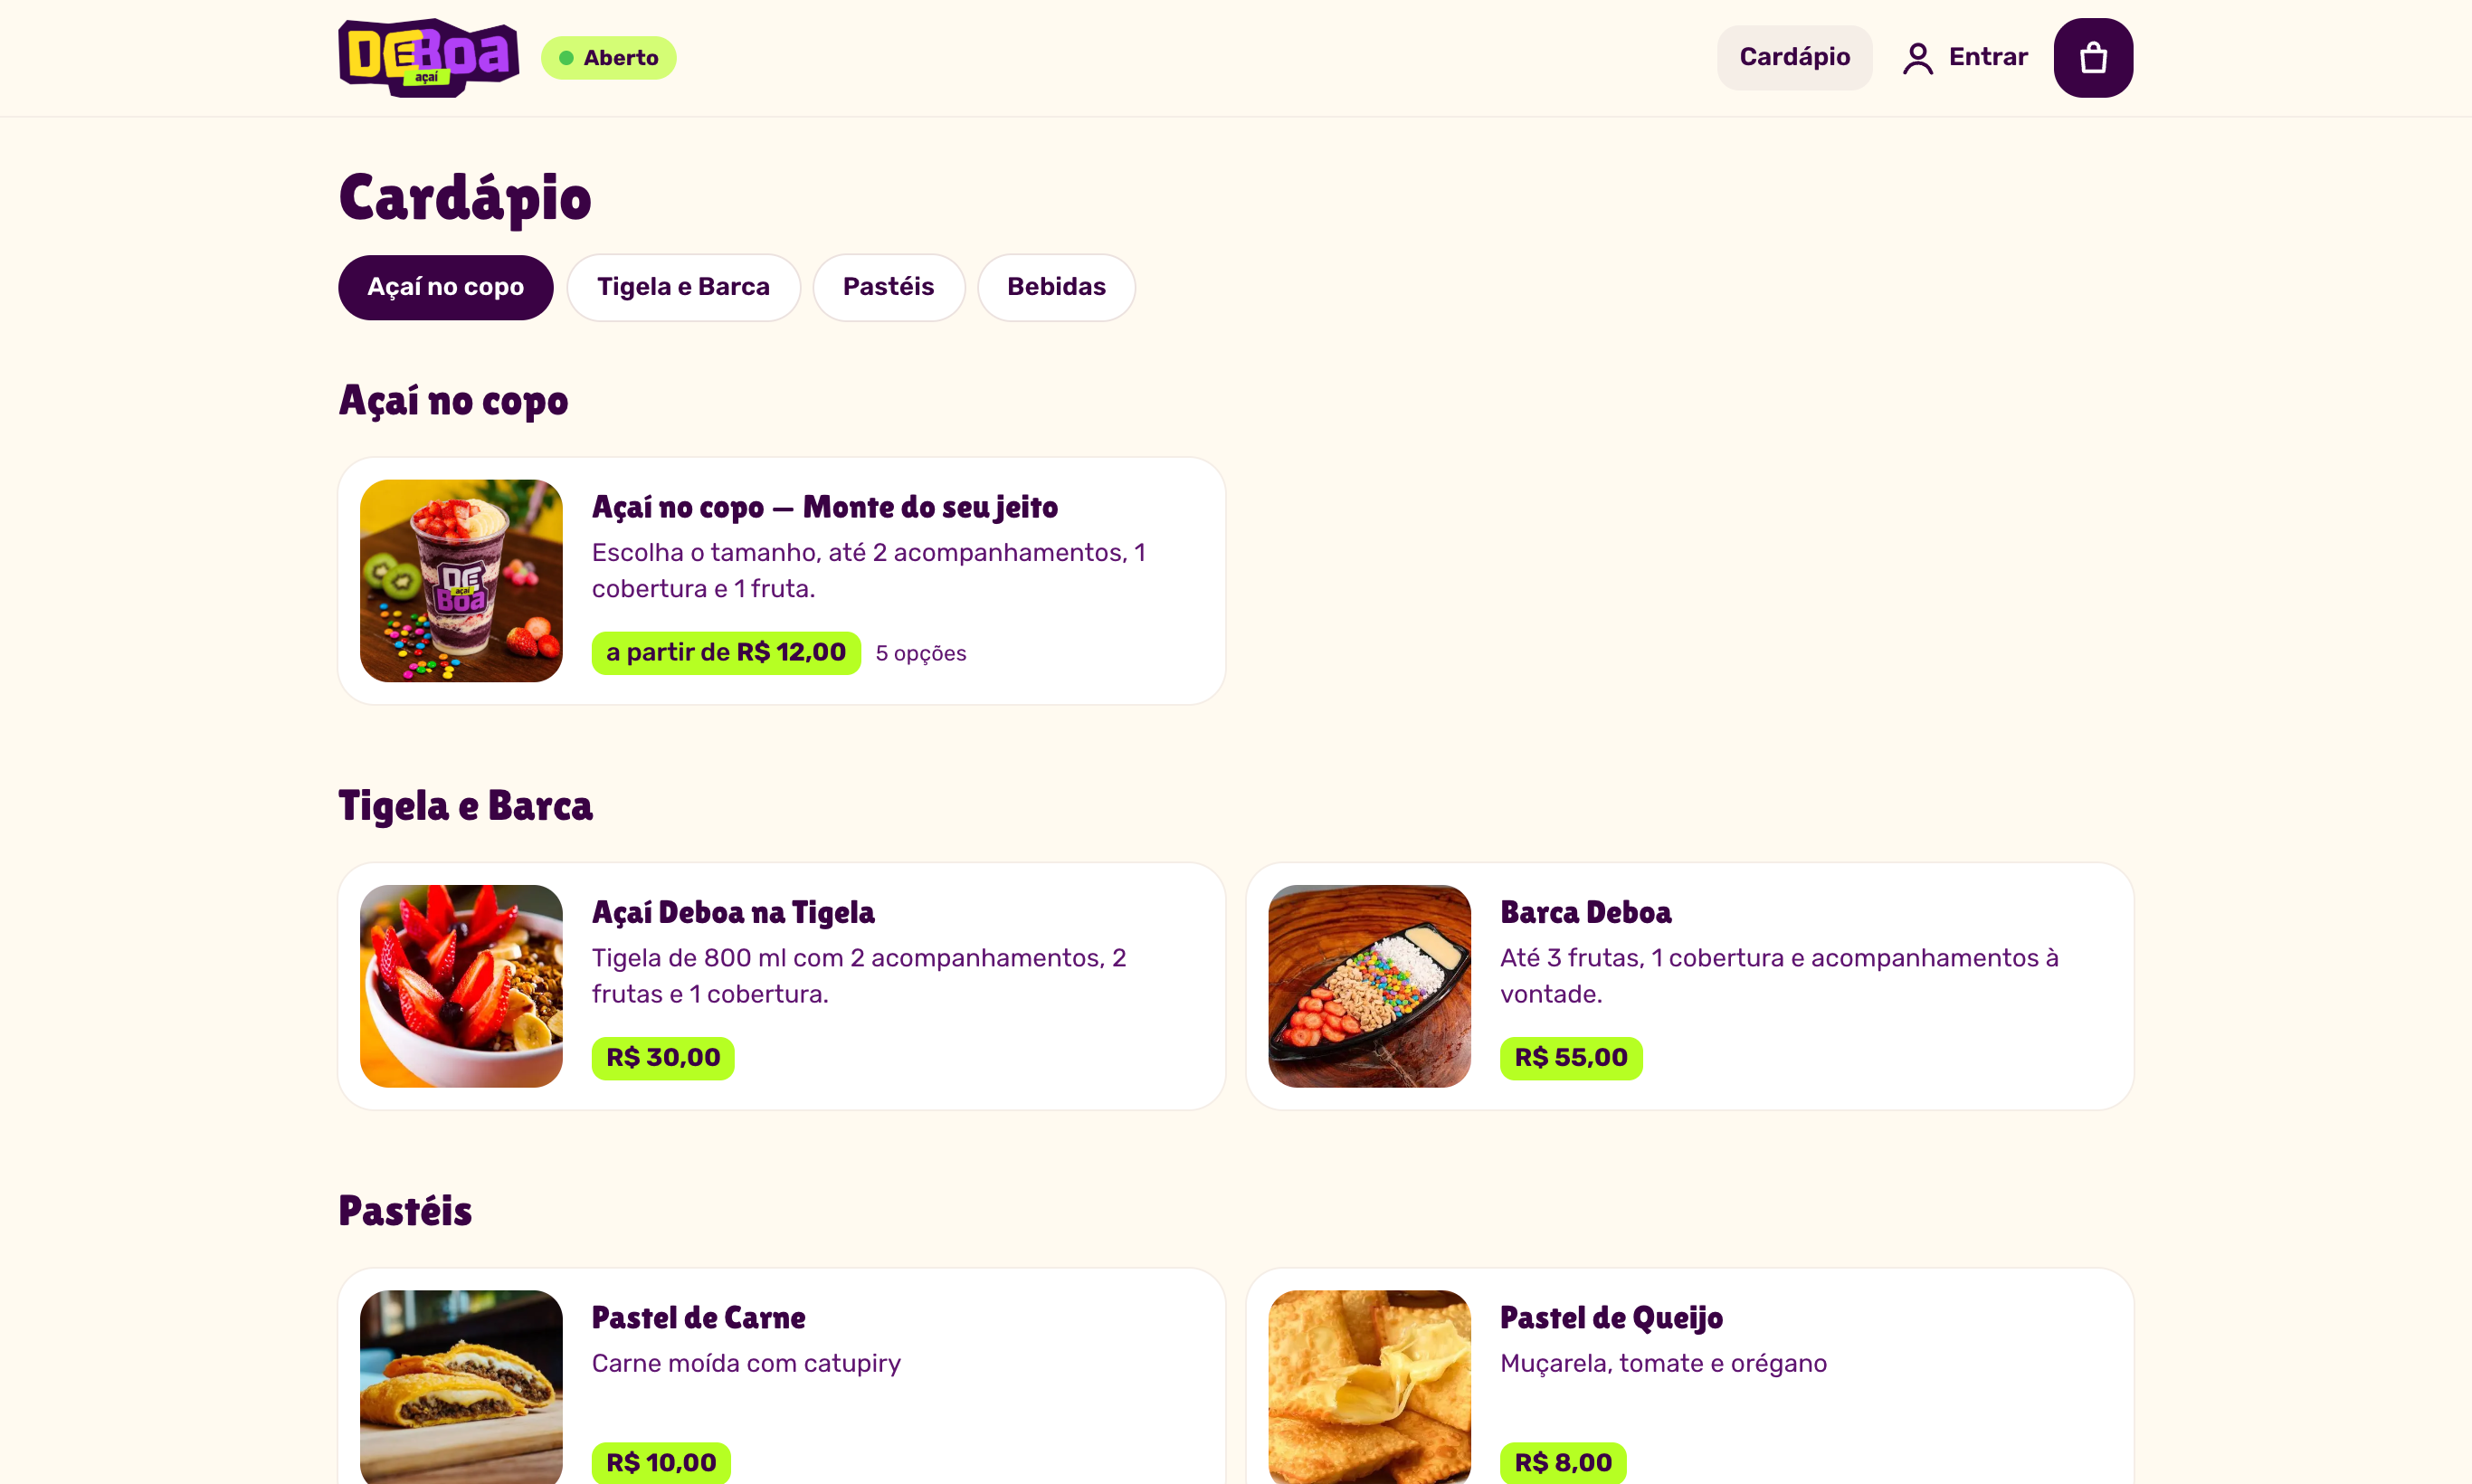 DEBoa
açaí
Aberto
Cardápio
Entrar
Cardápio
Açaí no copo
Tigela e Barca
Pastéis
Bebidas
Açaí no copo
DE
açaí
Boa
Açaí no copo — Monte do seu jeito
Escolha o tamanho, até 2 acompanhamentos, 1
cobertura e 1 fruta.
a partir de R$ 12,00
5 opções
Tigela e Barca
Açaí Deboa na Tigela
Tigela de 800 ml com 2 acompanhamentos, 2
frutas e 1 cobertura.
R$ 30,00
Barca Deboa
Até 3 frutas, 1 cobertura e acompanhamentos à
vontade.
R$ 55,00
Pastéis
Pastel de Carne
Carne moída com catupiry
R$ 10,00
Pastel de Queijo
Muçarela, tomate e orégano
R$ 8,00